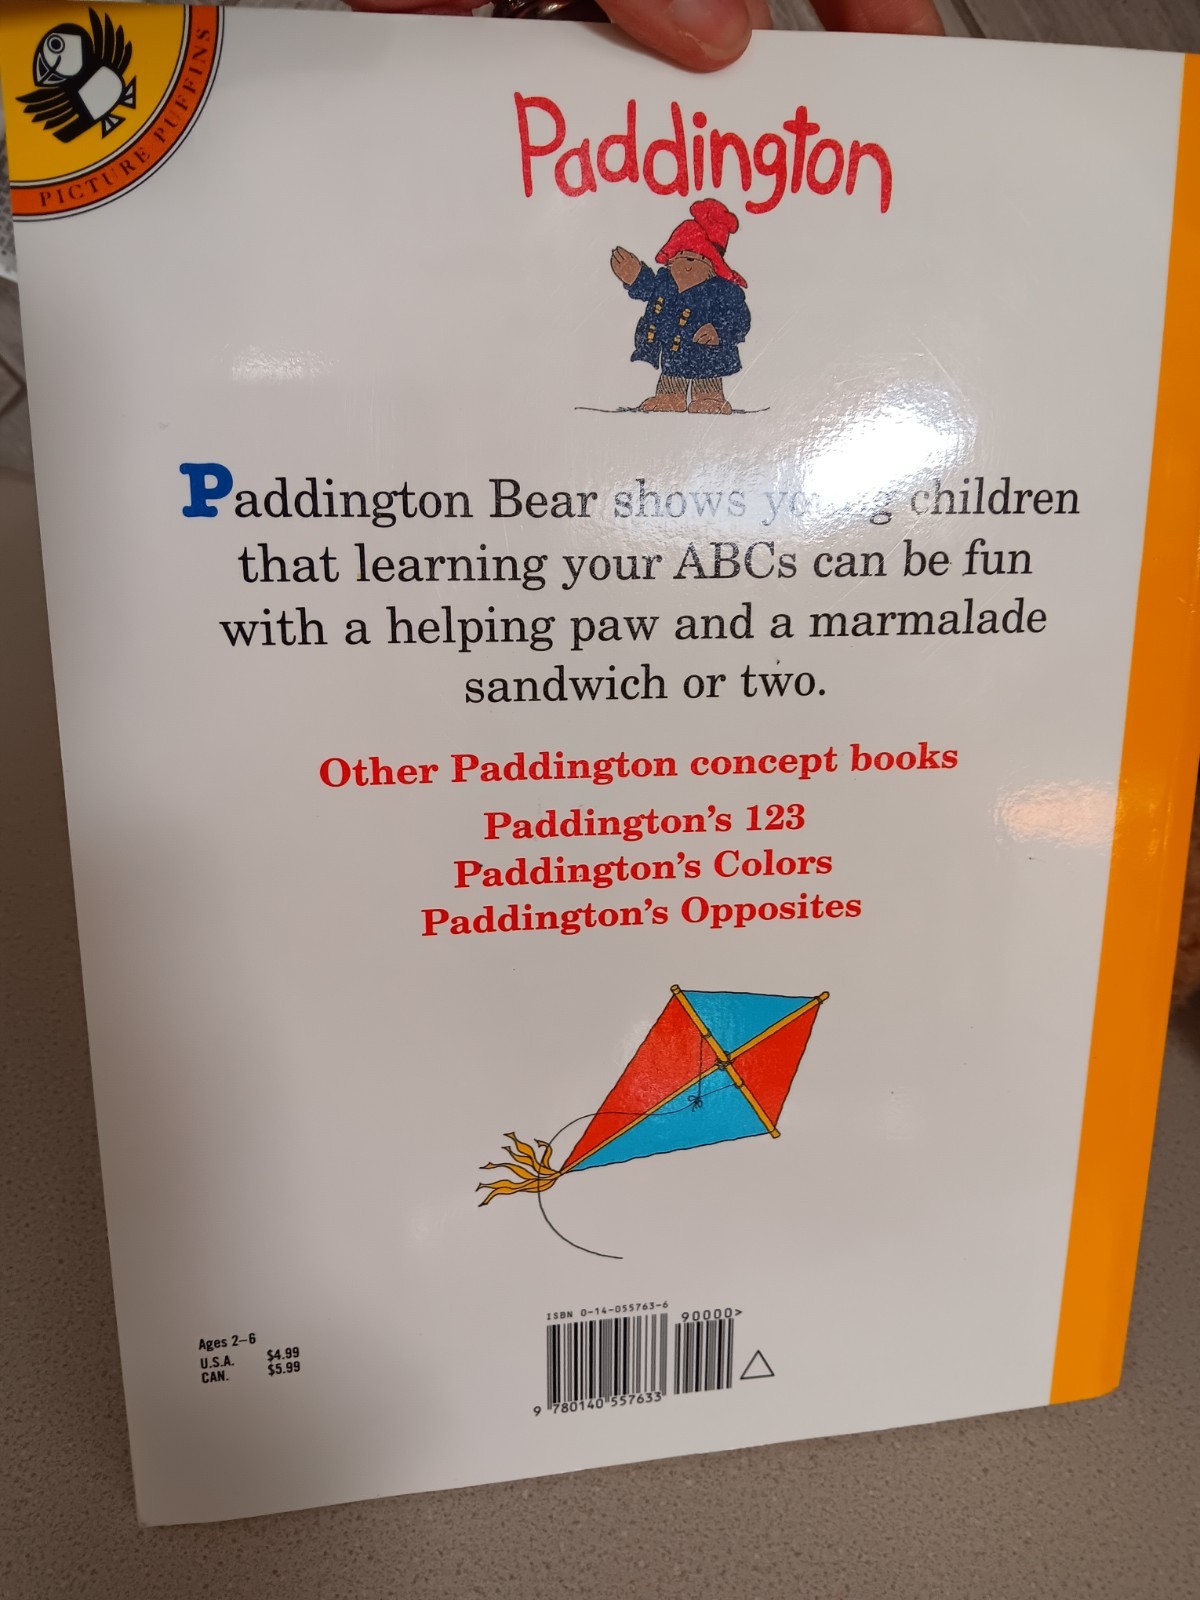 PICTURE PUFFINS
Paddington
Paddington Bear shows young children
that learning your ABCs can be fun
with a helping paw and a marmalade
sandwich or two.
Other Paddington concept books
Paddington's 123
Paddington's Colors
Paddington's Opposites
Ages 2–6
U.S.A. $4.99
CAN. $5.99
ISBN 0-14-055763-6
90000>
9 780140 557633